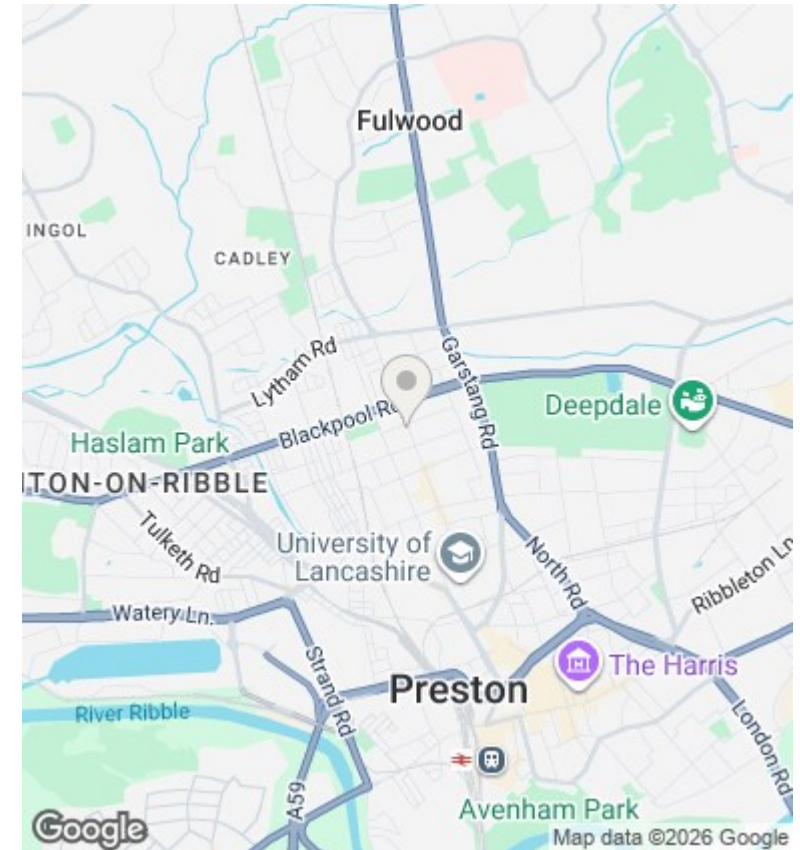 Fulwood
INGOL
CADLEY
Lytham Rd
Garstang Rd
Blackpool Rd
Deepdale
Haslam Park
TON-ON-RIBBLE
Tulketh Rd
University of
Lancashire
North Rd
Ribbleton Ln
Watery Ln.
The Harris
Preston
Strand Rd
River Ribble
London Rd
A59
Avenham Park
Google
Map data ©2026 Google